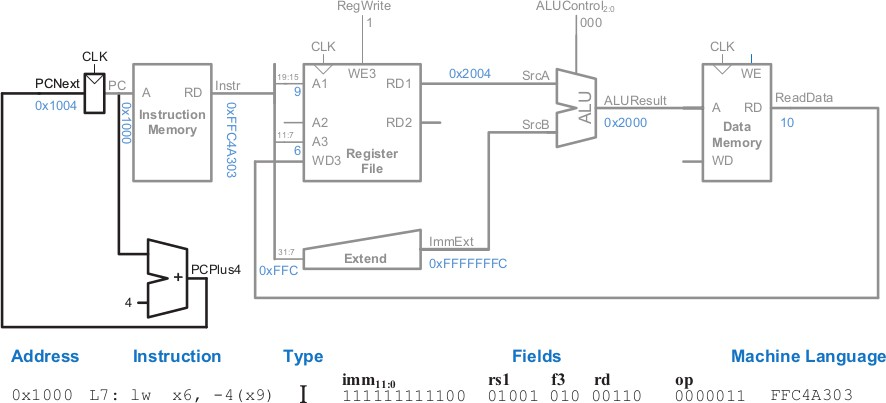 RegWrite
ALUControl2:0
1
000
CLK
CLK
CLK
PCNext
PC
Instr
19:15
A1
WE3
RD1
0x2004
SrcA
WE
0x1004
A
RD
9
ALU
ALUResult
A
RD
ReadData
0x1000
Instruction
Memory
0xFFC4A303
A2
RD2
SrcB
0x2000
Data
Memory
10
11:7
A3
6
WD3
Register
File
WD
31:7
Extend
ImmExt
0xFFC
0xFFFFFFFC
+
PCPlus4
4
Address Instruction Type Fields Machine Language
imm11:0 rs1 f3 rd op
0x1000 L7: lw x6, -4(x9) I 111111111100 01001 010 00110 0000011 FFC4A303